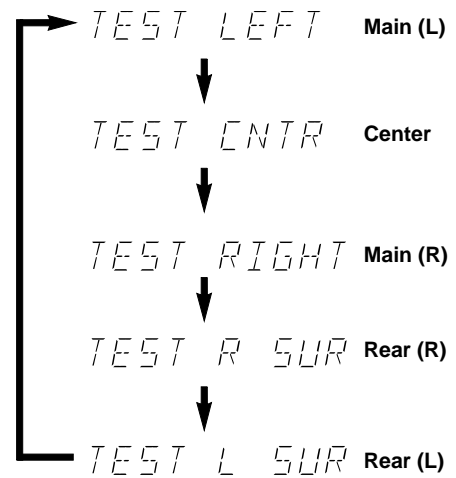 TEST LEFT Main (L)
TEST CNTR Center
TEST RIGHT Main (R)
TEST R SUR Rear (R)
TEST L SUR Rear (L)